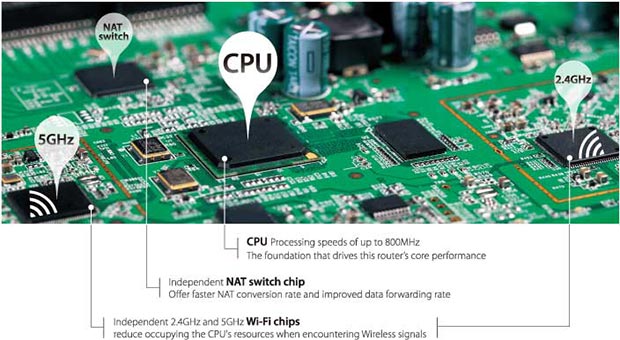 NAT
switch
CPU
2.4GHz
5GHz
CPU Processing speeds of up to 800MHz
The foundation that drives this router's core performance
Independent NAT switch chip
Offer faster NAT conversion rate and improved data forwarding rate
Independent 2.4GHz and 5GHz Wi-Fi chips
reduce occupying the CPU's resources when encountering Wireless signals